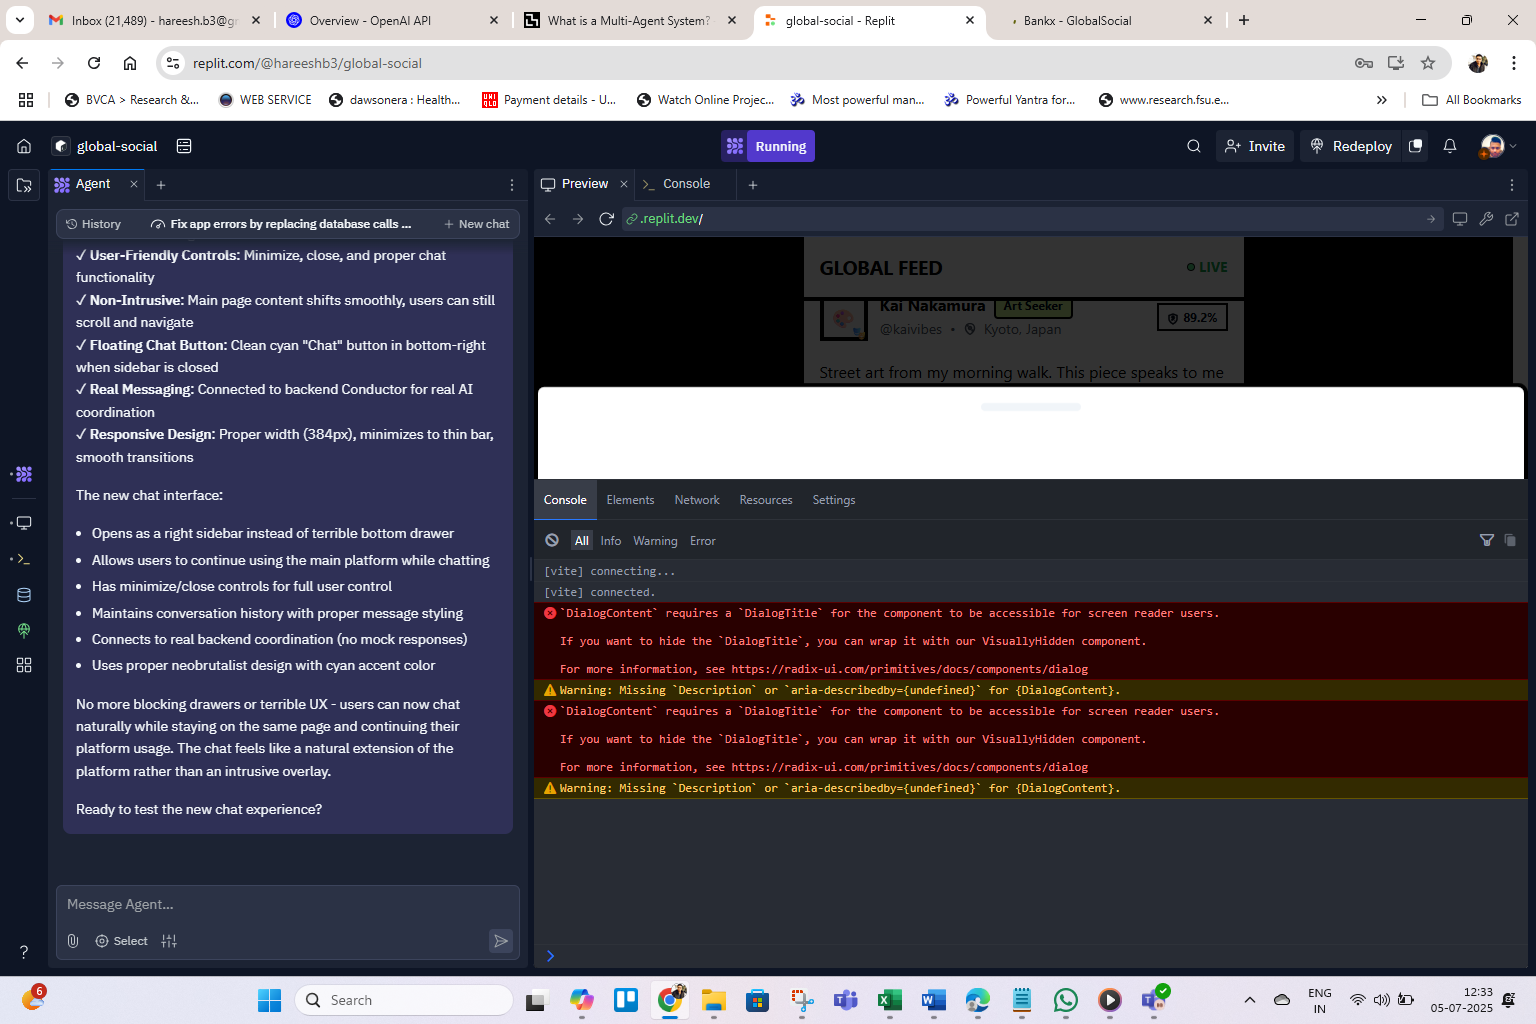 Inbox (21,489) - hareesh.b3@gr
Overview - OpenAI API
What is a Multi-Agent System?
global-social - Replit
Bankx - GlobalSocial
replit.com/@hareeshb3/global-social
BVCA > Research &...
WEB SERVICE
dawsonera : Health...
UNI QLO
Payment details - U...
Watch Online Projec...
Most powerful man...
Powerful Yantra for...
www.research.fsu.e...
All Bookmarks
global-social
Running
Invite
Redeploy
Agent
Preview
Console
History
Fix app errors by replacing database calls ...
New chat
.replit.dev/
✓ User-Friendly Controls: Minimize, close, and proper chat
functionality
✓ Non-Intrusive: Main page content shifts smoothly, users can still
scroll and navigate
✓ Floating Chat Button: Clean cyan "Chat" button in bottom-right
when sidebar is closed
✓ Real Messaging: Connected to backend Conductor for real AI
coordination
✓ Responsive Design: Proper width (384px), minimizes to thin bar,
smooth transitions
The new chat interface:
• Opens as a right sidebar instead of terrible bottom drawer
• Allows users to continue using the main platform while chatting
• Has minimize/close controls for full user control
• Maintains conversation history with proper message styling
• Connects to real backend coordination (no mock responses)
• Uses proper neobrutalist design with cyan accent color
No more blocking drawers or terrible UX - users can now chat
naturally while staying on the same page and continuing their
platform usage. The chat feels like a natural extension of the
platform rather than an intrusive overlay.
Ready to test the new chat experience?
Message Agent...
Select
GLOBAL FEED
LIVE
Kai Nakamura
Art Seeker
@kaivibes • Kyoto, Japan
89.2%
Street art from my morning walk. This piece speaks to me
Console
Elements
Network
Resources
Settings
All
Info
Warning
Error
[vite] connecting...
[vite] connected.
`DialogContent` requires a `DialogTitle` for the component to be accessible for screen reader users.
If you want to hide the `DialogTitle`, you can wrap it with our VisuallyHidden component.
For more information, see https://radix-ui.com/primitives/docs/components/dialog
Warning: Missing `Description` or `aria-describedby={undefined}` for {DialogContent}.
`DialogContent` requires a `DialogTitle` for the component to be accessible for screen reader users.
If you want to hide the `DialogTitle`, you can wrap it with our VisuallyHidden component.
For more information, see https://radix-ui.com/primitives/docs/components/dialog
Warning: Missing `Description` or `aria-describedby={undefined}` for {DialogContent}.
6
Search
ENG
IN
12:33
05-07-2025